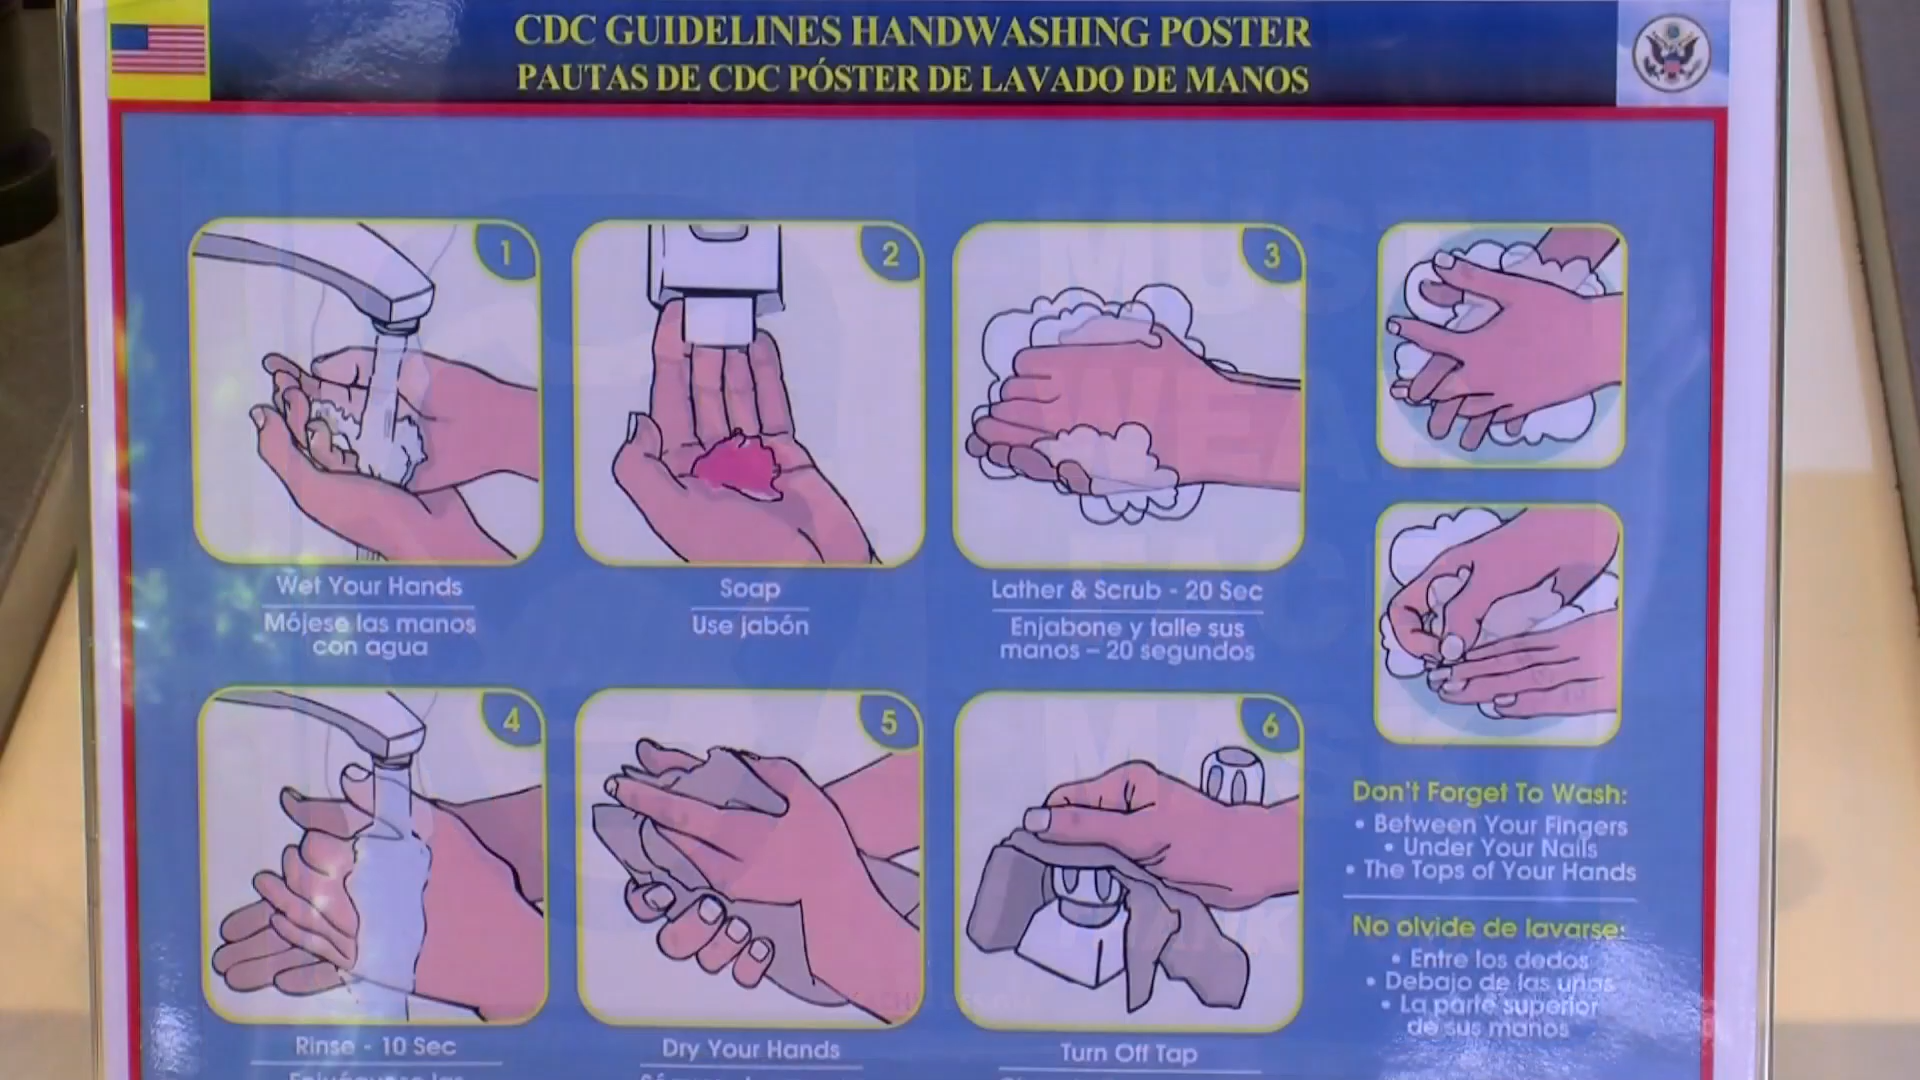 CDC GUIDELINES HANDWASHING POSTER
PAUTAS DE CDC PÓSTER DE LAVADO DE MANOS
1
Wet Your Hands
Mójese las manos
con agua
2
Soap
Use jabón
3
Lather & Scrub - 20 Sec
Enjabone y talle sus
manos – 20 segundos
4
Rinse - 10 Sec
5
Dry Your Hands
6
Turn Off Tap
Don't Forget To Wash:
• Between Your Fingers
• Under Your Nails
• The Tops of Your Hands
No olvide de lavarse:
• Entre los dedos
• Debajo de las uñas
• La parte superior
de sus manos